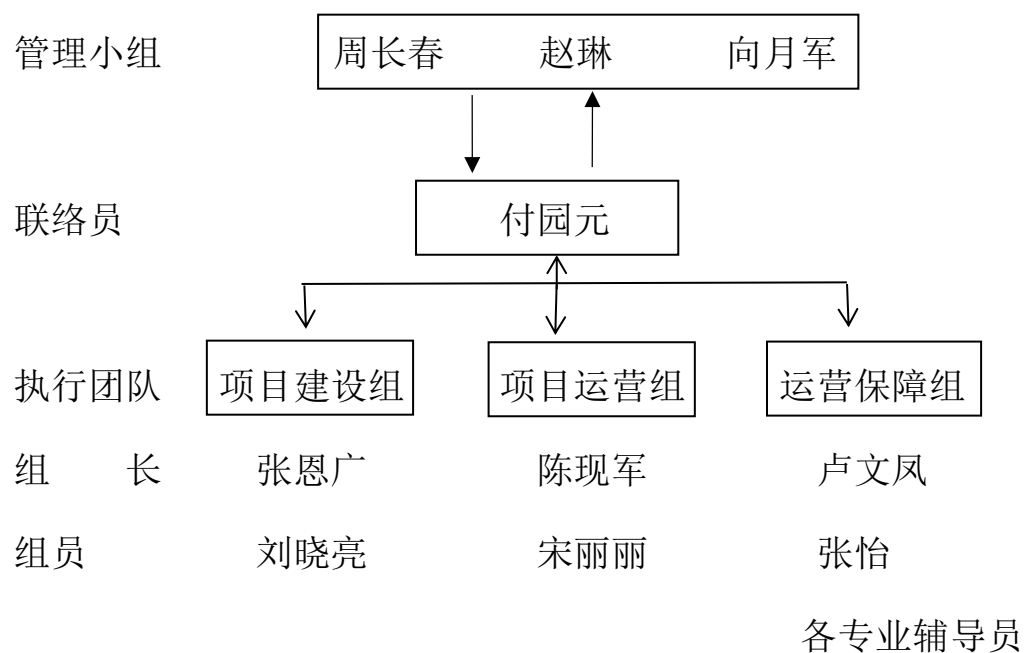 管理小组 周长春 赵琳 向月军
联络员 付园元
执行团队 项目建设组 项目运营组 运营保障组
组 长 张恩广 陈现军 卢文凤
组员 刘晓亮 宋丽丽 张怡
各专业辅导员